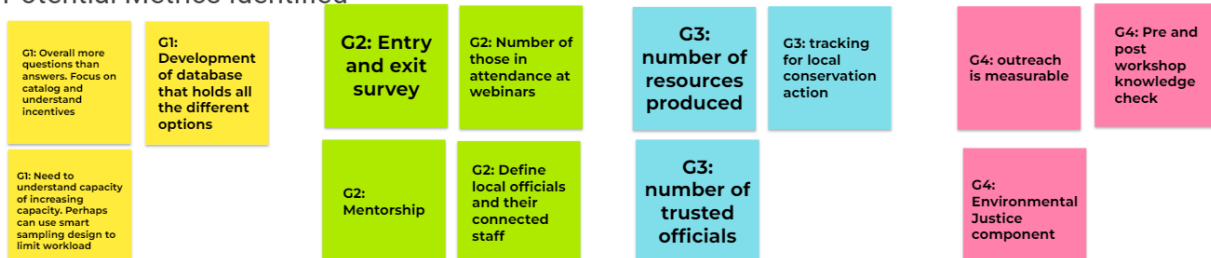 Potential Metrics Identified
G1: Overall more
questions than
answers. Focus on
catalog and
understand
incentives
G1:
Development
of database
that holds all
the different
options
G2: Entry
and exit
survey
G2: Number of
those in
attendance at
webinars
G3:
number of
resources
produced
G3: tracking
for local
conservation
action
G4: outreach
is measurable
G4: Pre and
post
workshop
knowledge
check
G1: Need to
understand capacity
of increasing
capacity. Perhaps
can use smart
sampling design to
limit workload
G2:
Mentorship
G2: Define
local officials
and their
connected
staff
G3:
number of
trusted
officials
G4:
Environmental
Justice
component